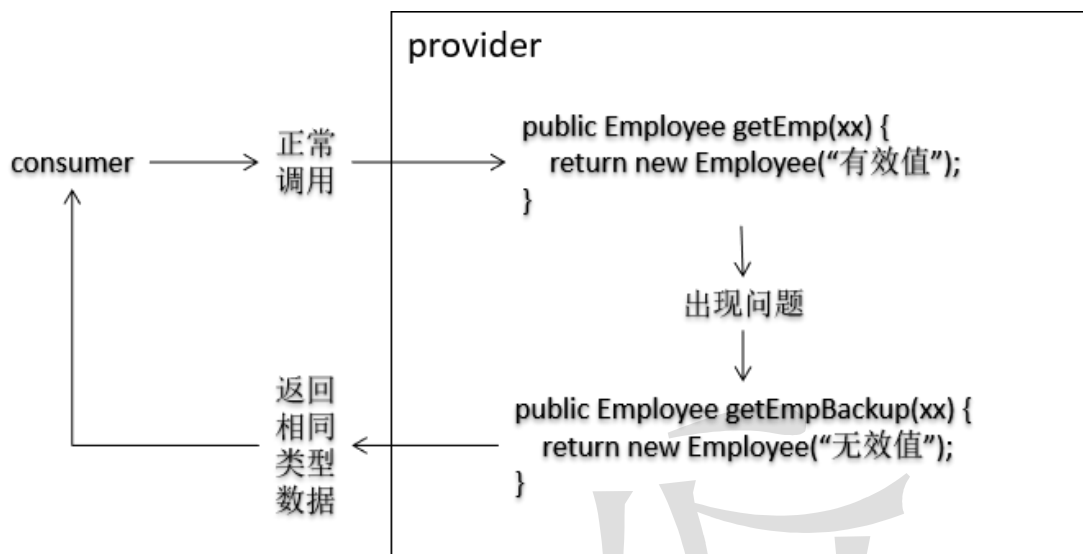 provider
consumer
正常
调用
public Employee getEmp(xx) {
return new Employee(“有效值”);
}
出现问题
public Employee getEmpBackup(xx) {
return new Employee(“无效值”);
}
返回
相同
类型
数据